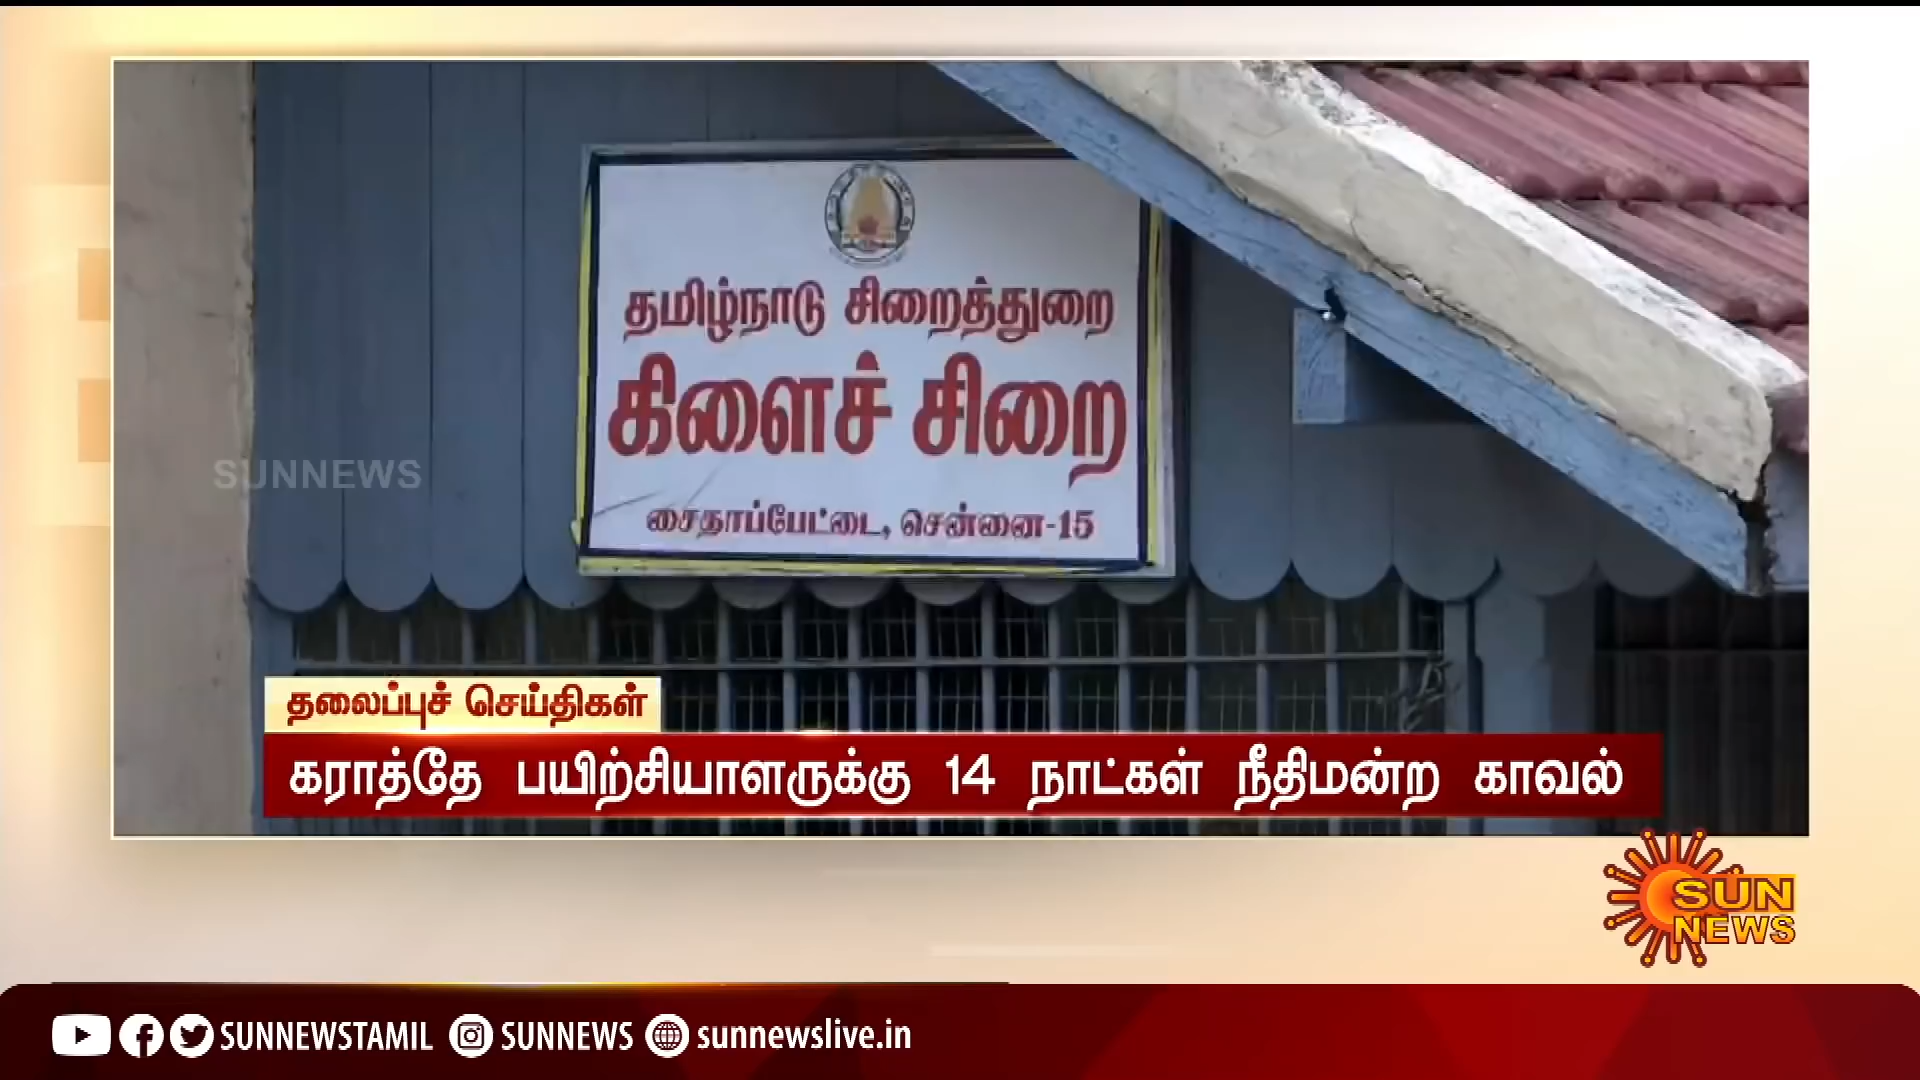 தமிழ்நாடு சிறைத்துறை
கிளைச் சிறை
சைதாப்பேட்டை, சென்னை-15
SUNNEWS
தலைப்புச் செய்திகள்
கராத்தே பயிற்சியாளருக்கு 14 நாட்கள் நீதிமன்ற காவல்
SUN
NEWS
SUNNEWSTAMIL SUNNEWS sunnewslive.in